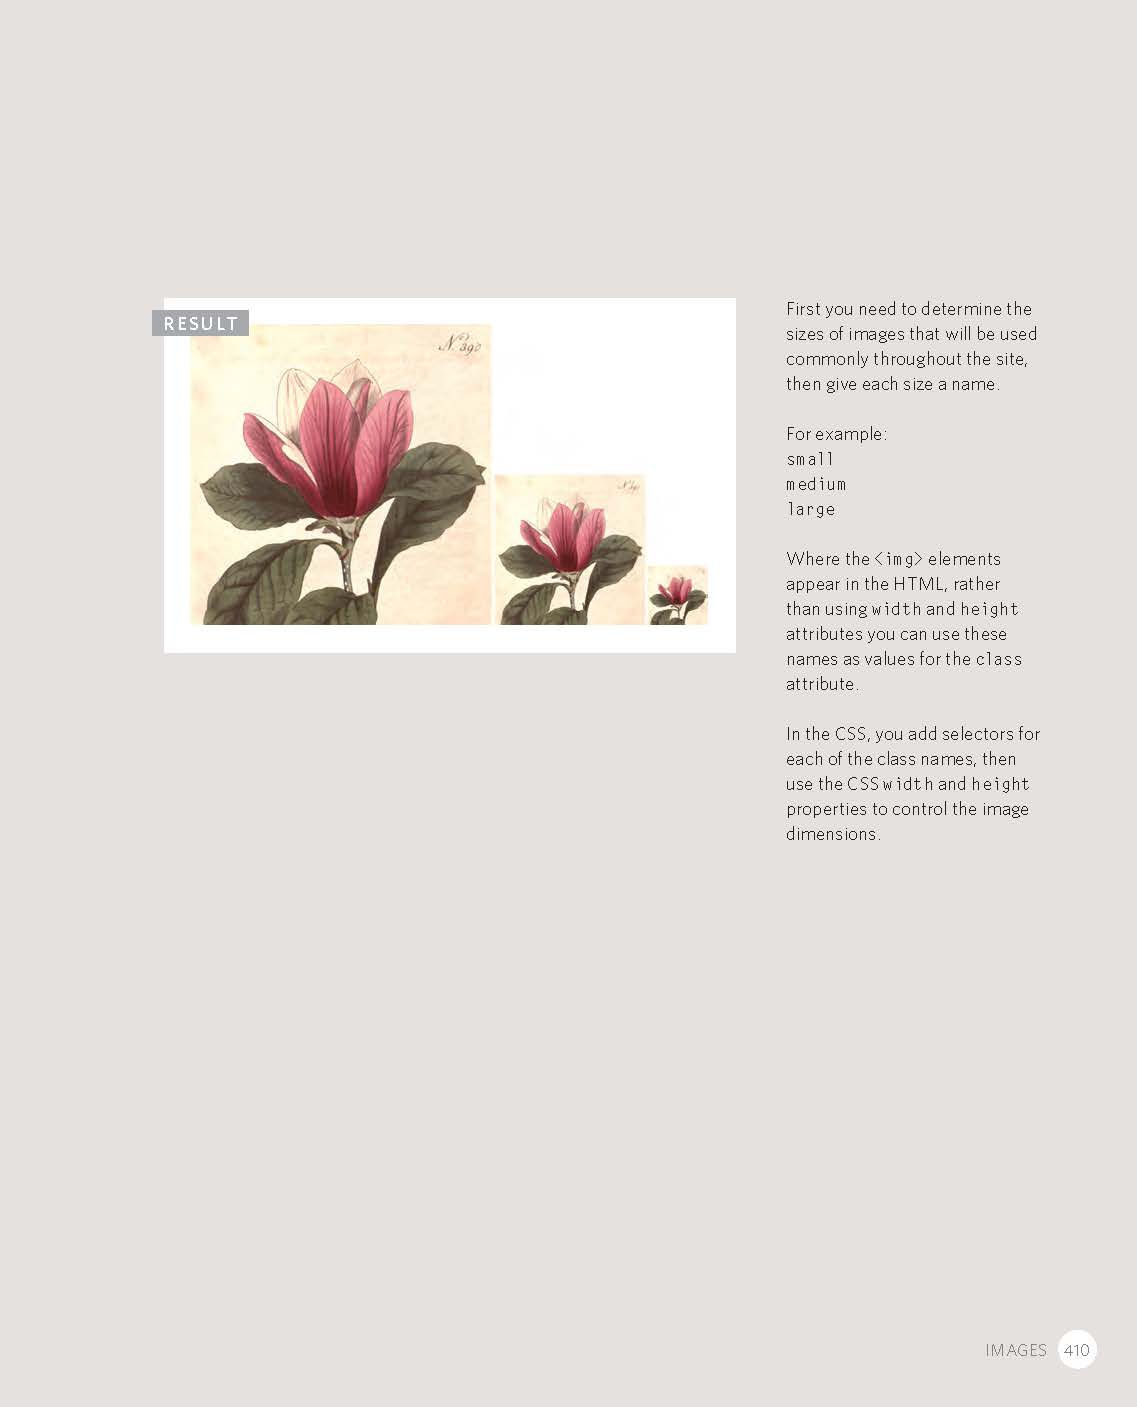 RESULT
N. 390
First you need to determine the
sizes of images that will be used
commonly throughout the site,
then give each size a name.
For example:
small
medium
large
Where the <img> elements
appear in the HTML, rather
than using width and height
attributes you can use these
names as values for the class
attribute.
In the CSS, you add selectors for
each of the class names, then
use the CSS width and height
properties to control the image
dimensions.
IMAGES 410